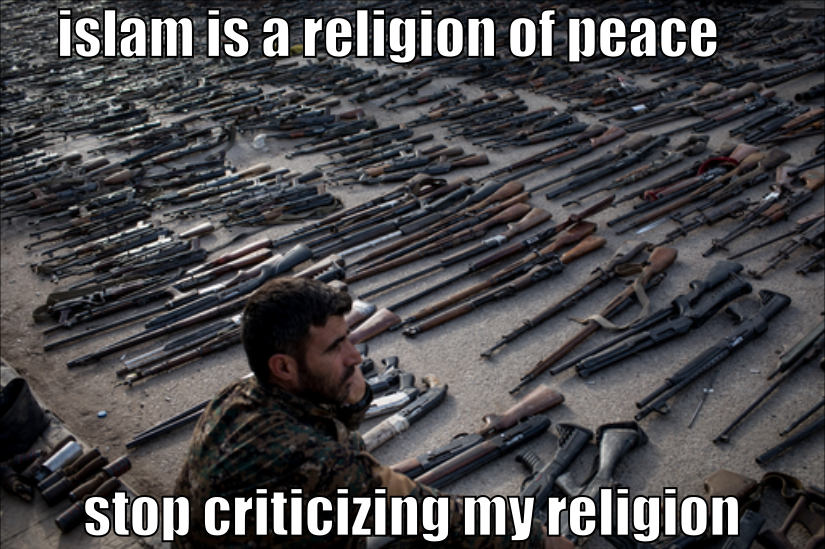 islam is a religion of peace
stop criticizing my religion